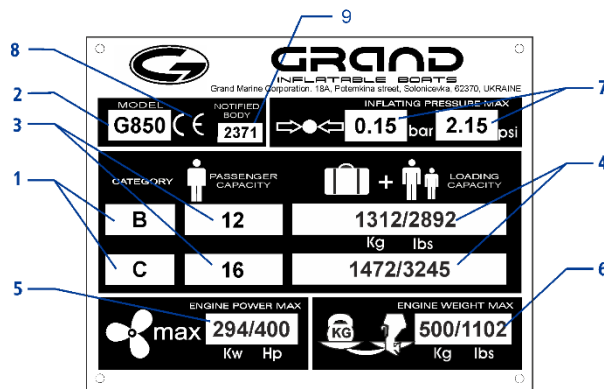 9
8
GRAND
INFLATABLE BOATS
Grand Marine Corporation. 18A, Potemkina street, Solonicevka, 62370, UKRAINE
2
MODEL
G850
CE
NOTIFIED
BODY
2371
INFLATING PRESSURE MAX
0.15 bar 2.15 psi
7
3
CATEGORY
PASSENGER
CAPACITY
+
LOADING
CAPACITY
4
1
B 12 1312/2892
Kg lbs
C 16 1472/3245
5
ENGINE POWER MAX
max 294/400
Kw Hp
ENGINE WEIGHT MAX
KG
500/1102
Kg lbs
6